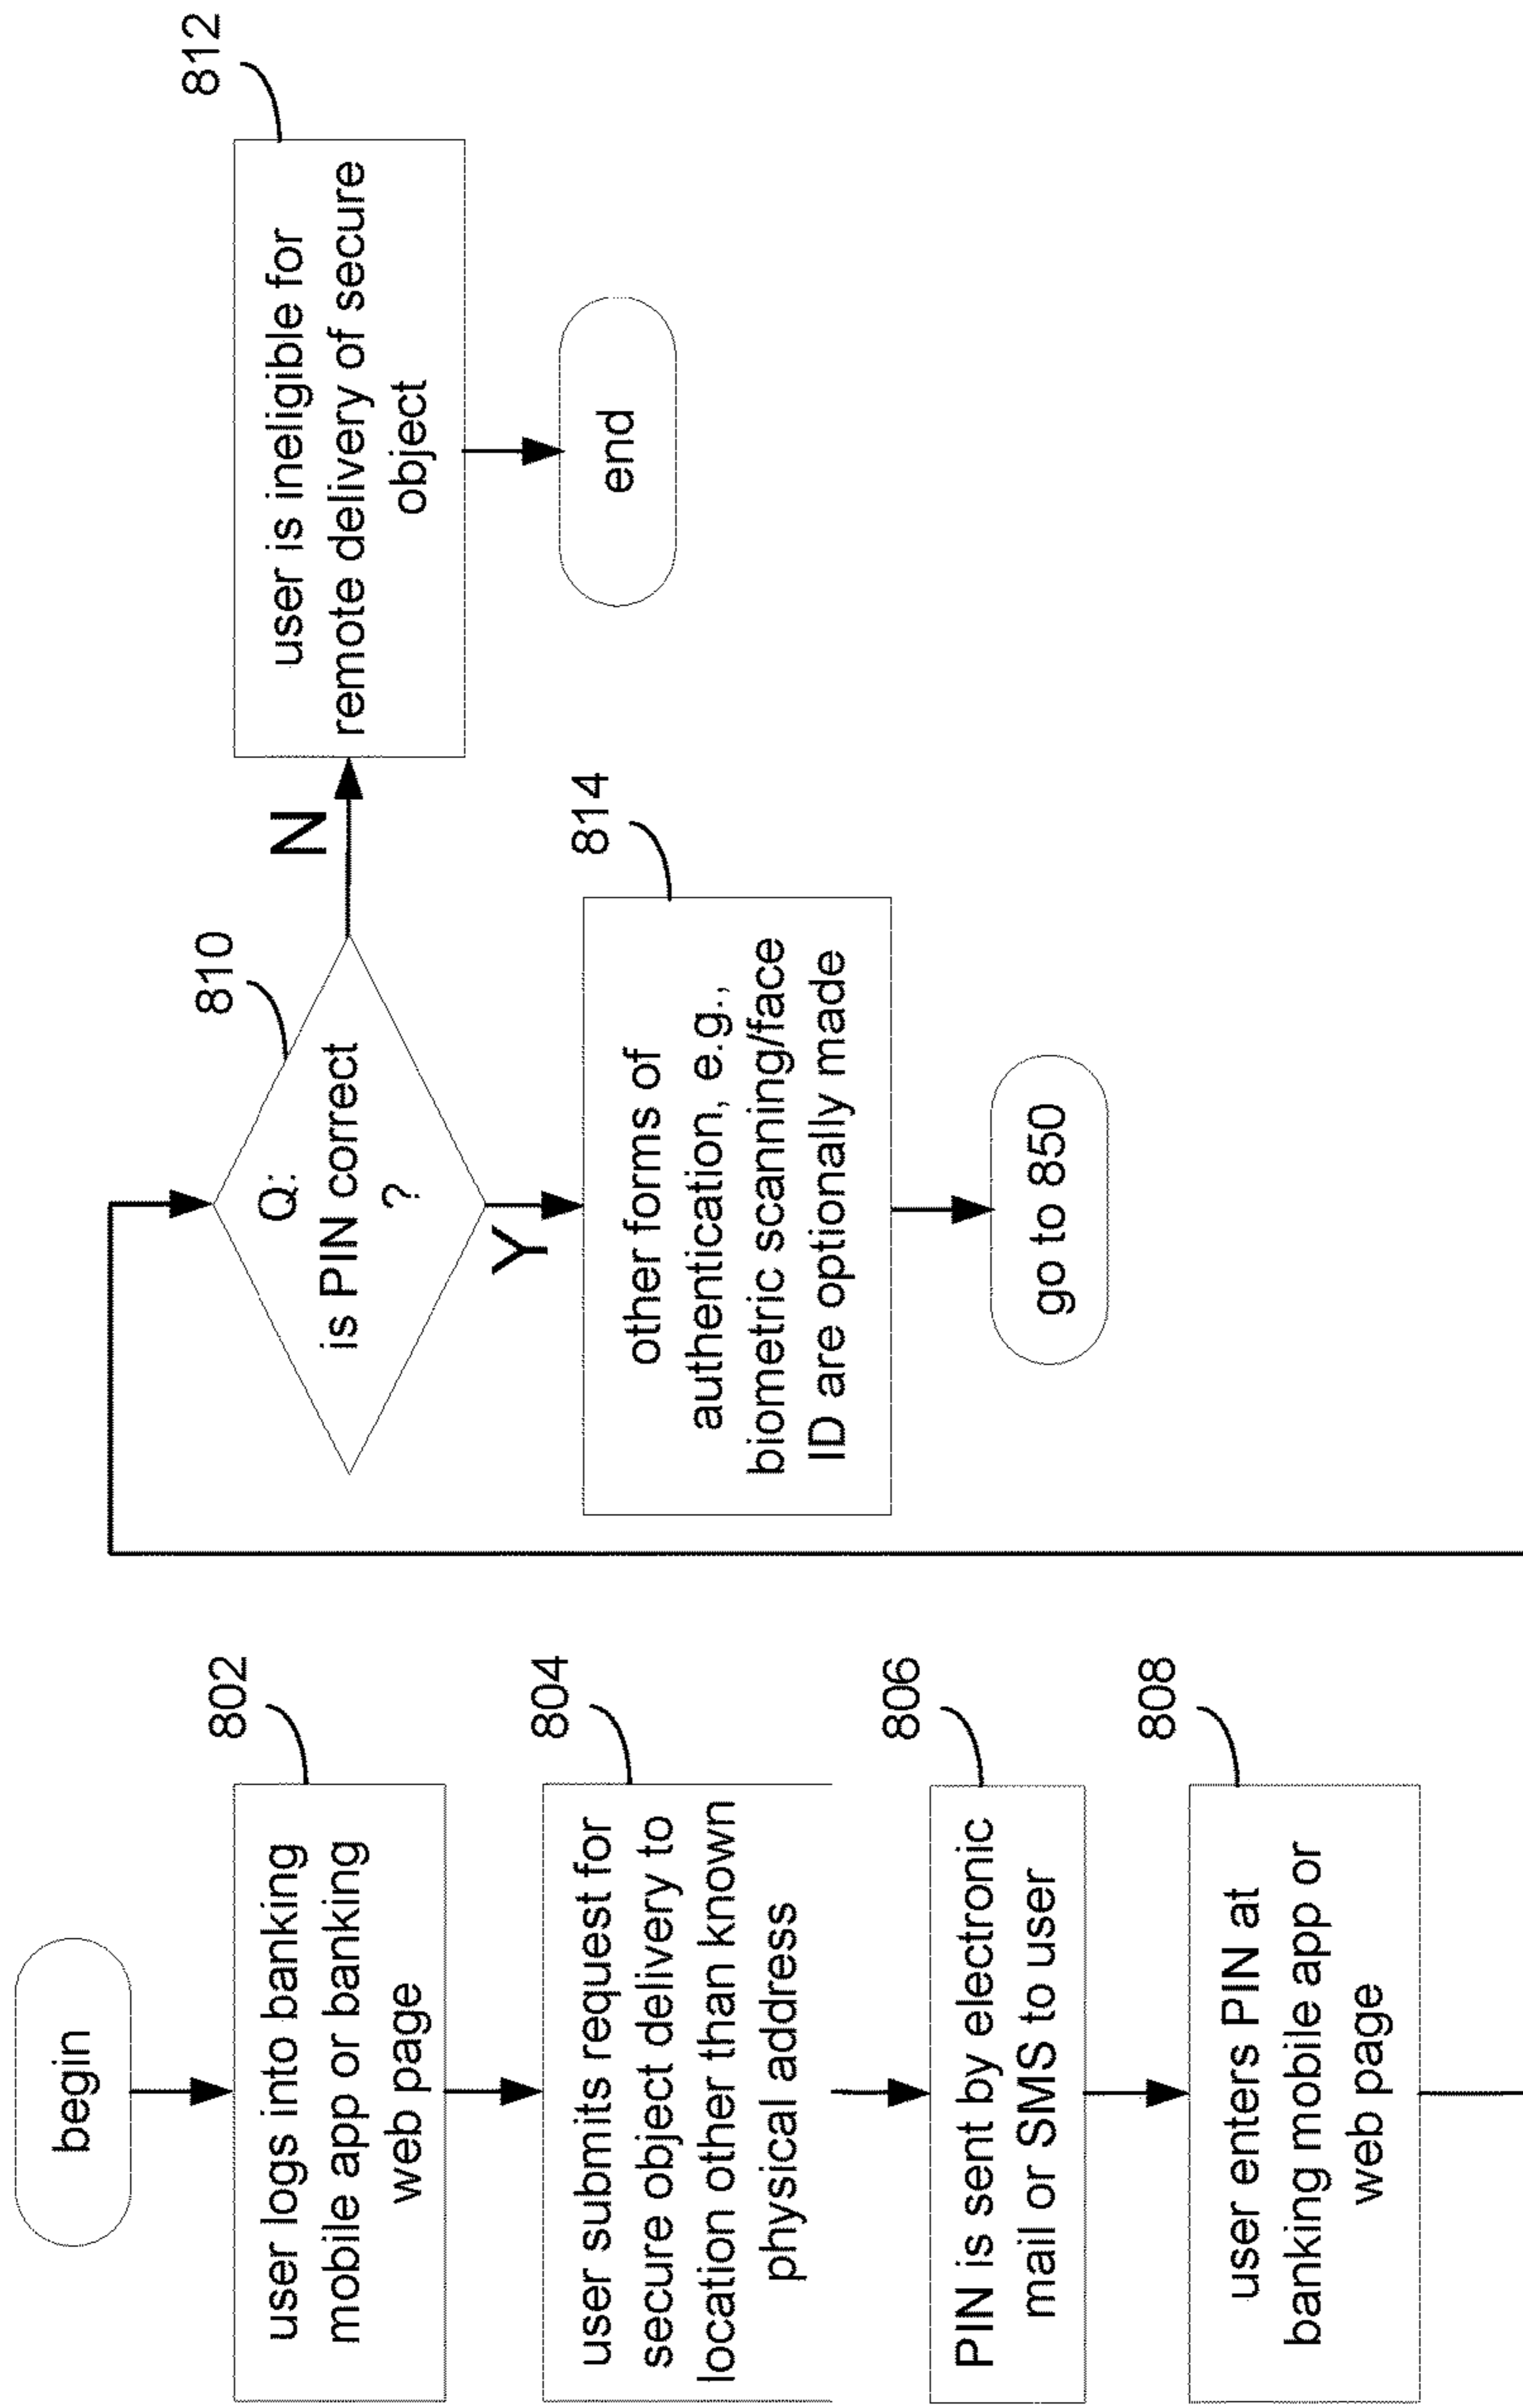 begin
802
user logs into banking
mobile app or banking
web page
804
user submits request for
secure object delivery to
location other than known
physical address
806
PIN is sent by electronic
mail or SMS to user
808
user enters PIN at
banking mobile app or
web page
810
Q:
is PIN correct
?
N
Y
812
user is ineligible for
remote delivery of secure
object
end
814
other forms of
authentication, e.g.,
biometric scanning/face
ID are optionally made
go to 850